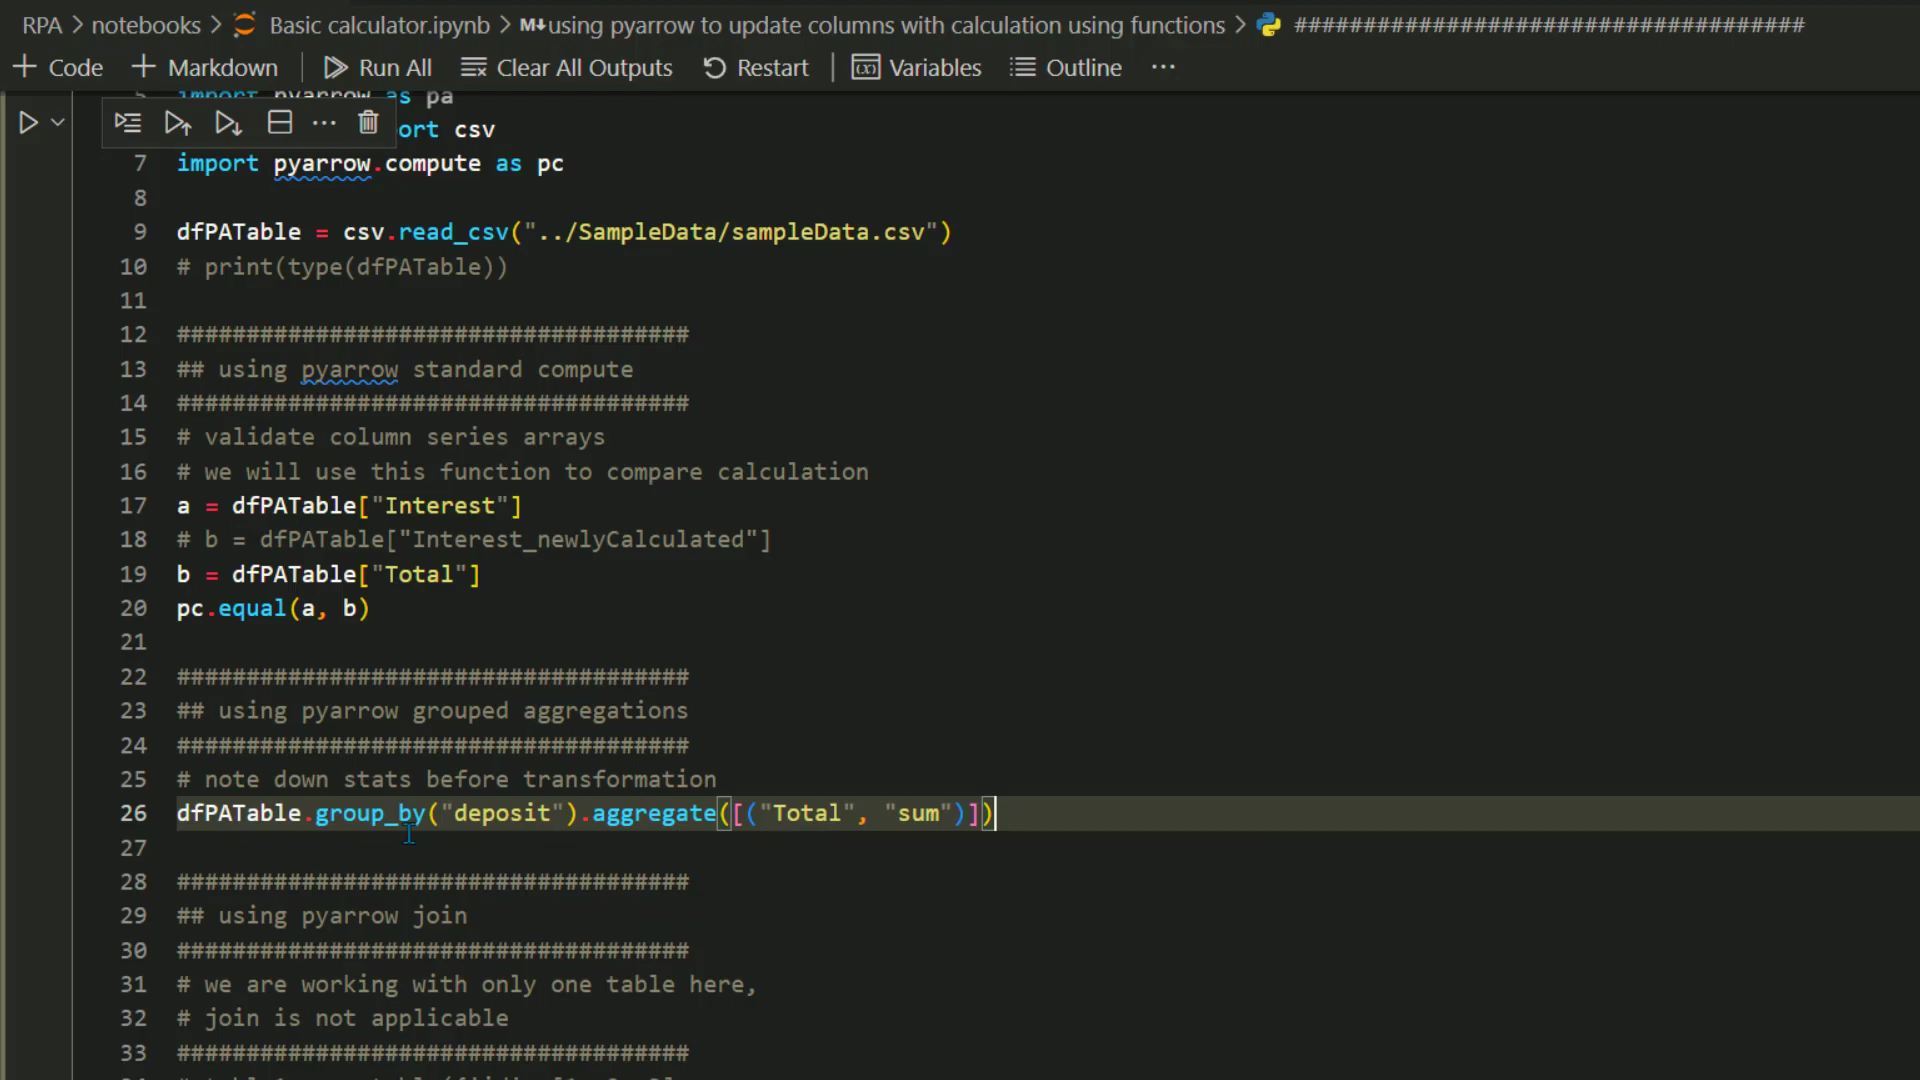 RPA > notebooks > Basic calculator.ipynb > M↓using pyarrow to update columns with calculation using functions > #####################################
+ Code + Markdown Run All Clear All Outputs Restart Variables Outline ...
import pyarrow as pa
ort csv
7 import pyarrow.compute as pc
8
9 dfPATable = csv.read_csv("../SampleData/sampleData.csv")
10 # print(type(dfPATable))
11
12 #####################################
13 ## using pyarrow standard compute
14 #####################################
15 # validate column series arrays
16 # we will use this function to compare calculation
17 a = dfPATable["Interest"]
18 # b = dfPATable["Interest_newlyCalculated"]
19 b = dfPATable["Total"]
20 pc.equal(a, b)
21
22 #####################################
23 ## using pyarrow grouped aggregations
24 #####################################
25 # note down stats before transformation
26 dfPATable.group_by("deposit").aggregate([("Total", "sum")])
27
28 #####################################
29 ## using pyarrow join
30 #####################################
31 # we are working with only one table here,
32 # join is not applicable
33 #####################################